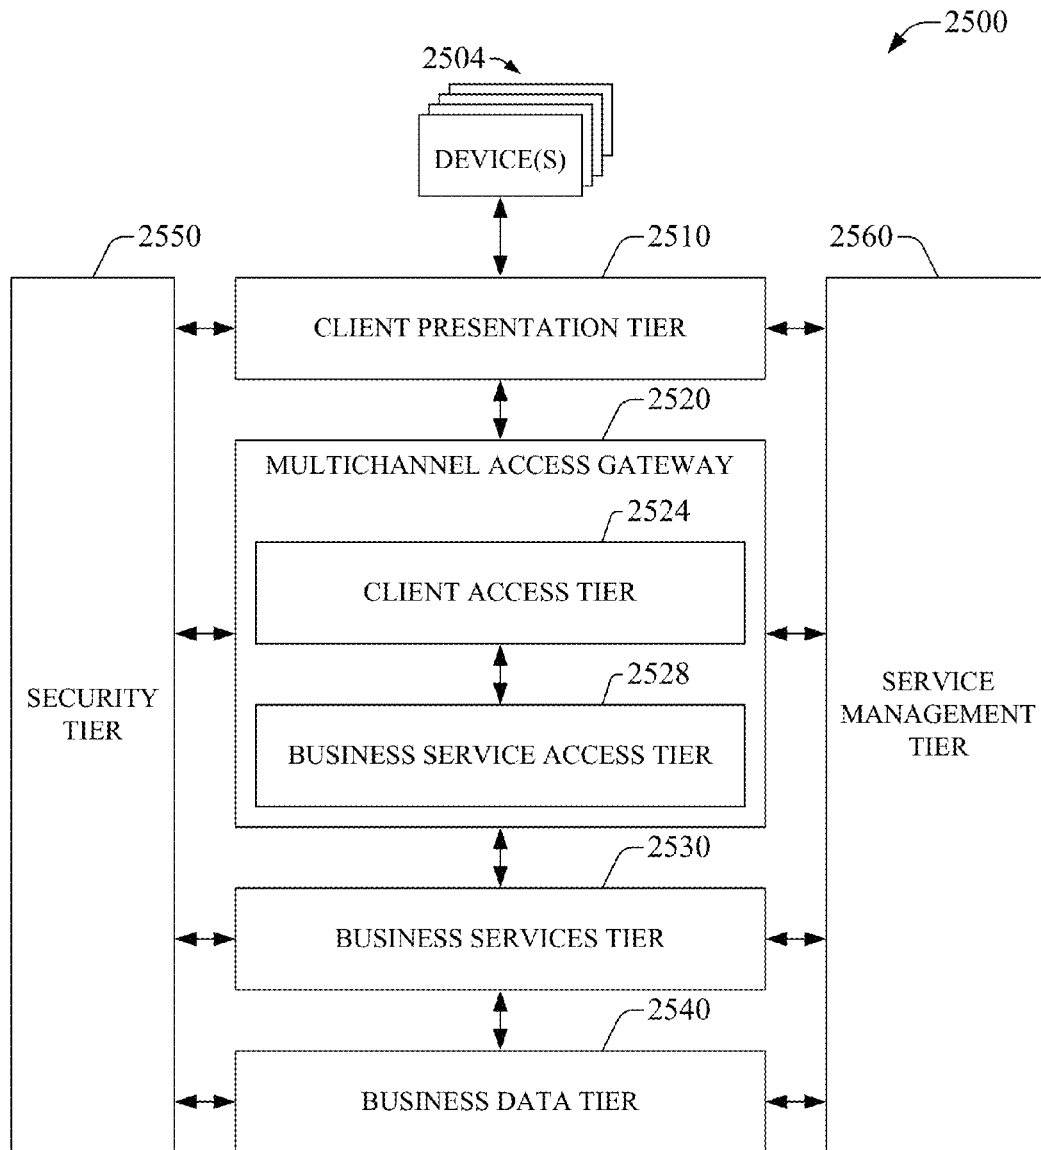 2500
2504
DEVICE(S)
2550
2510
2560
CLIENT PRESENTATION TIER
2520
MULTICHANNEL ACCESS GATEWAY
2524
CLIENT ACCESS TIER
2528
BUSINESS SERVICE ACCESS TIER
SECURITY
TIER
SERVICE
MANAGEMENT
TIER
2530
BUSINESS SERVICES TIER
2540
BUSINESS DATA TIER